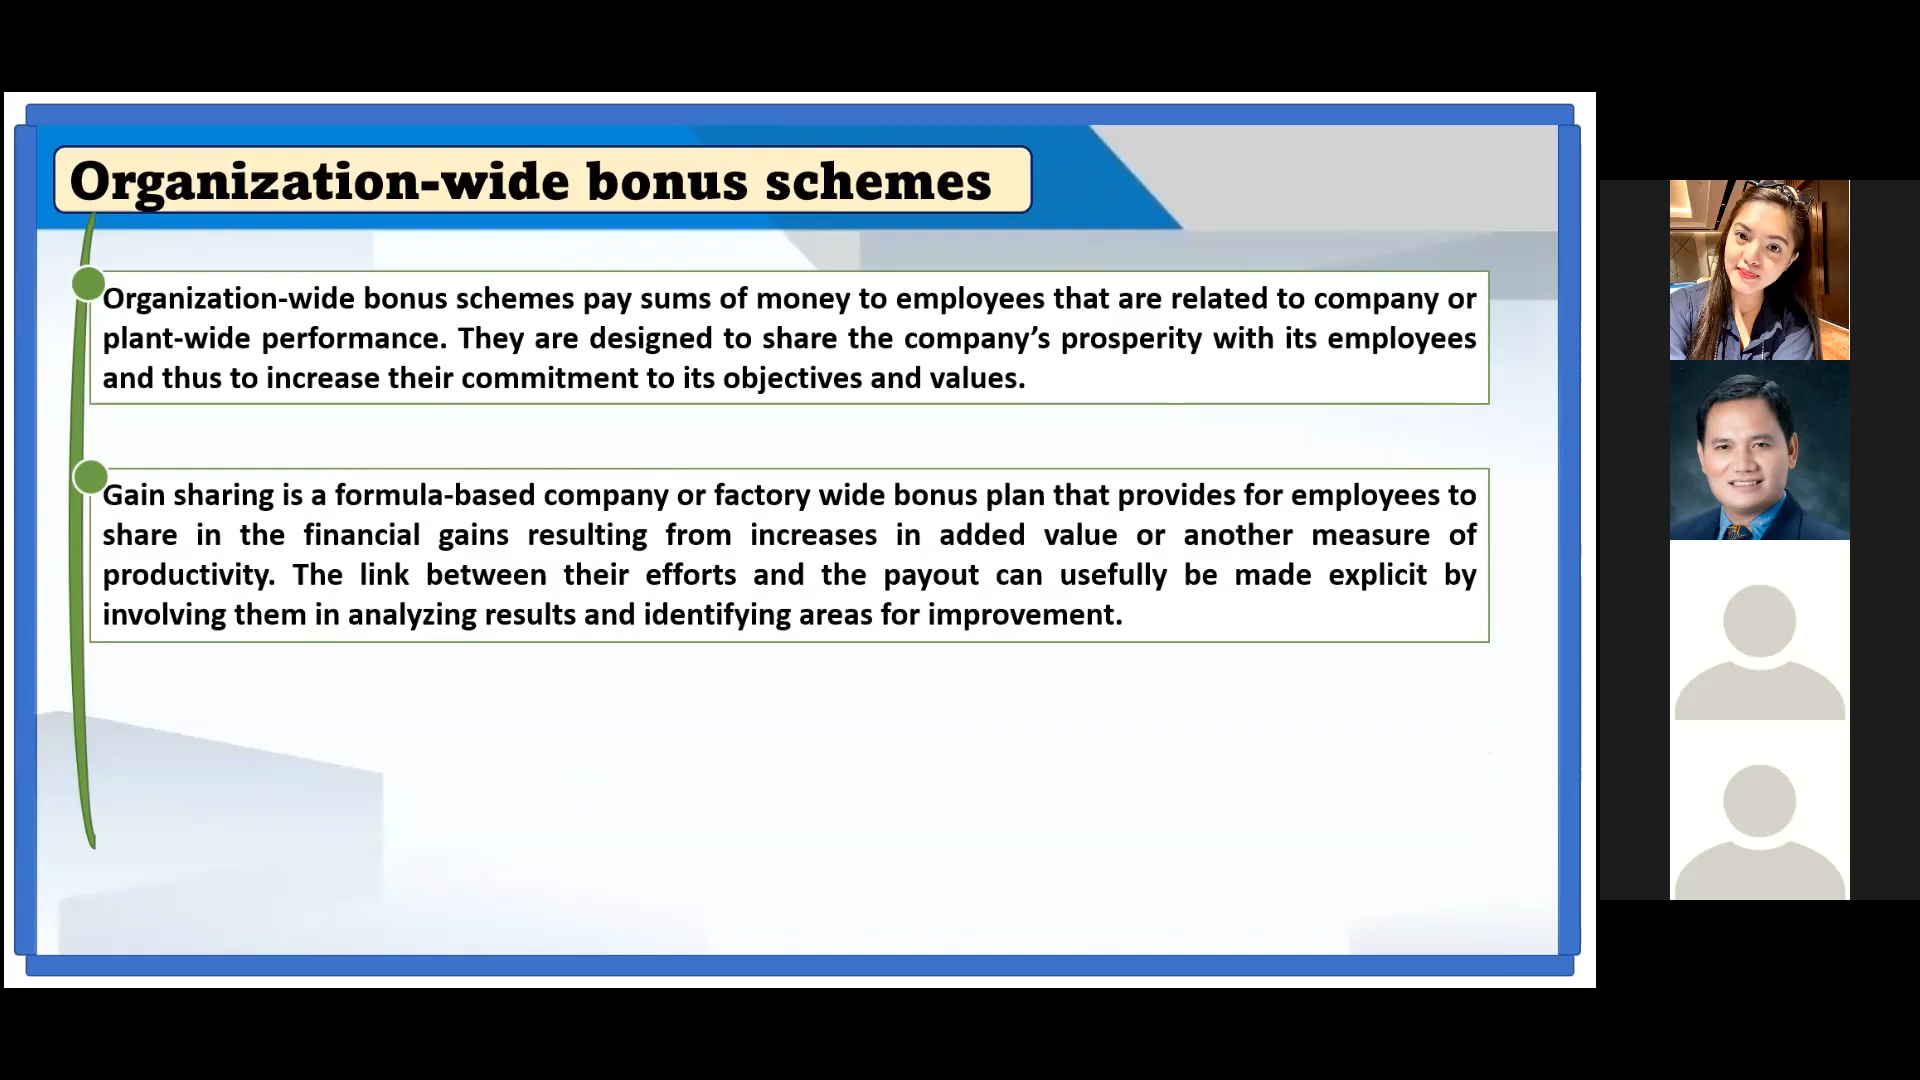 Organization-wide bonus schemes
Organization-wide bonus schemes pay sums of money to employees that are related to company or
plant-wide performance. They are designed to share the company’s prosperity with its employees
and thus to increase their commitment to its objectives and values.
Gain sharing is a formula-based company or factory wide bonus plan that provides for employees to
share in the financial gains resulting from increases in added value or another measure of
productivity. The link between their efforts and the payout can usefully be made explicit by
involving them in analyzing results and identifying areas for improvement.